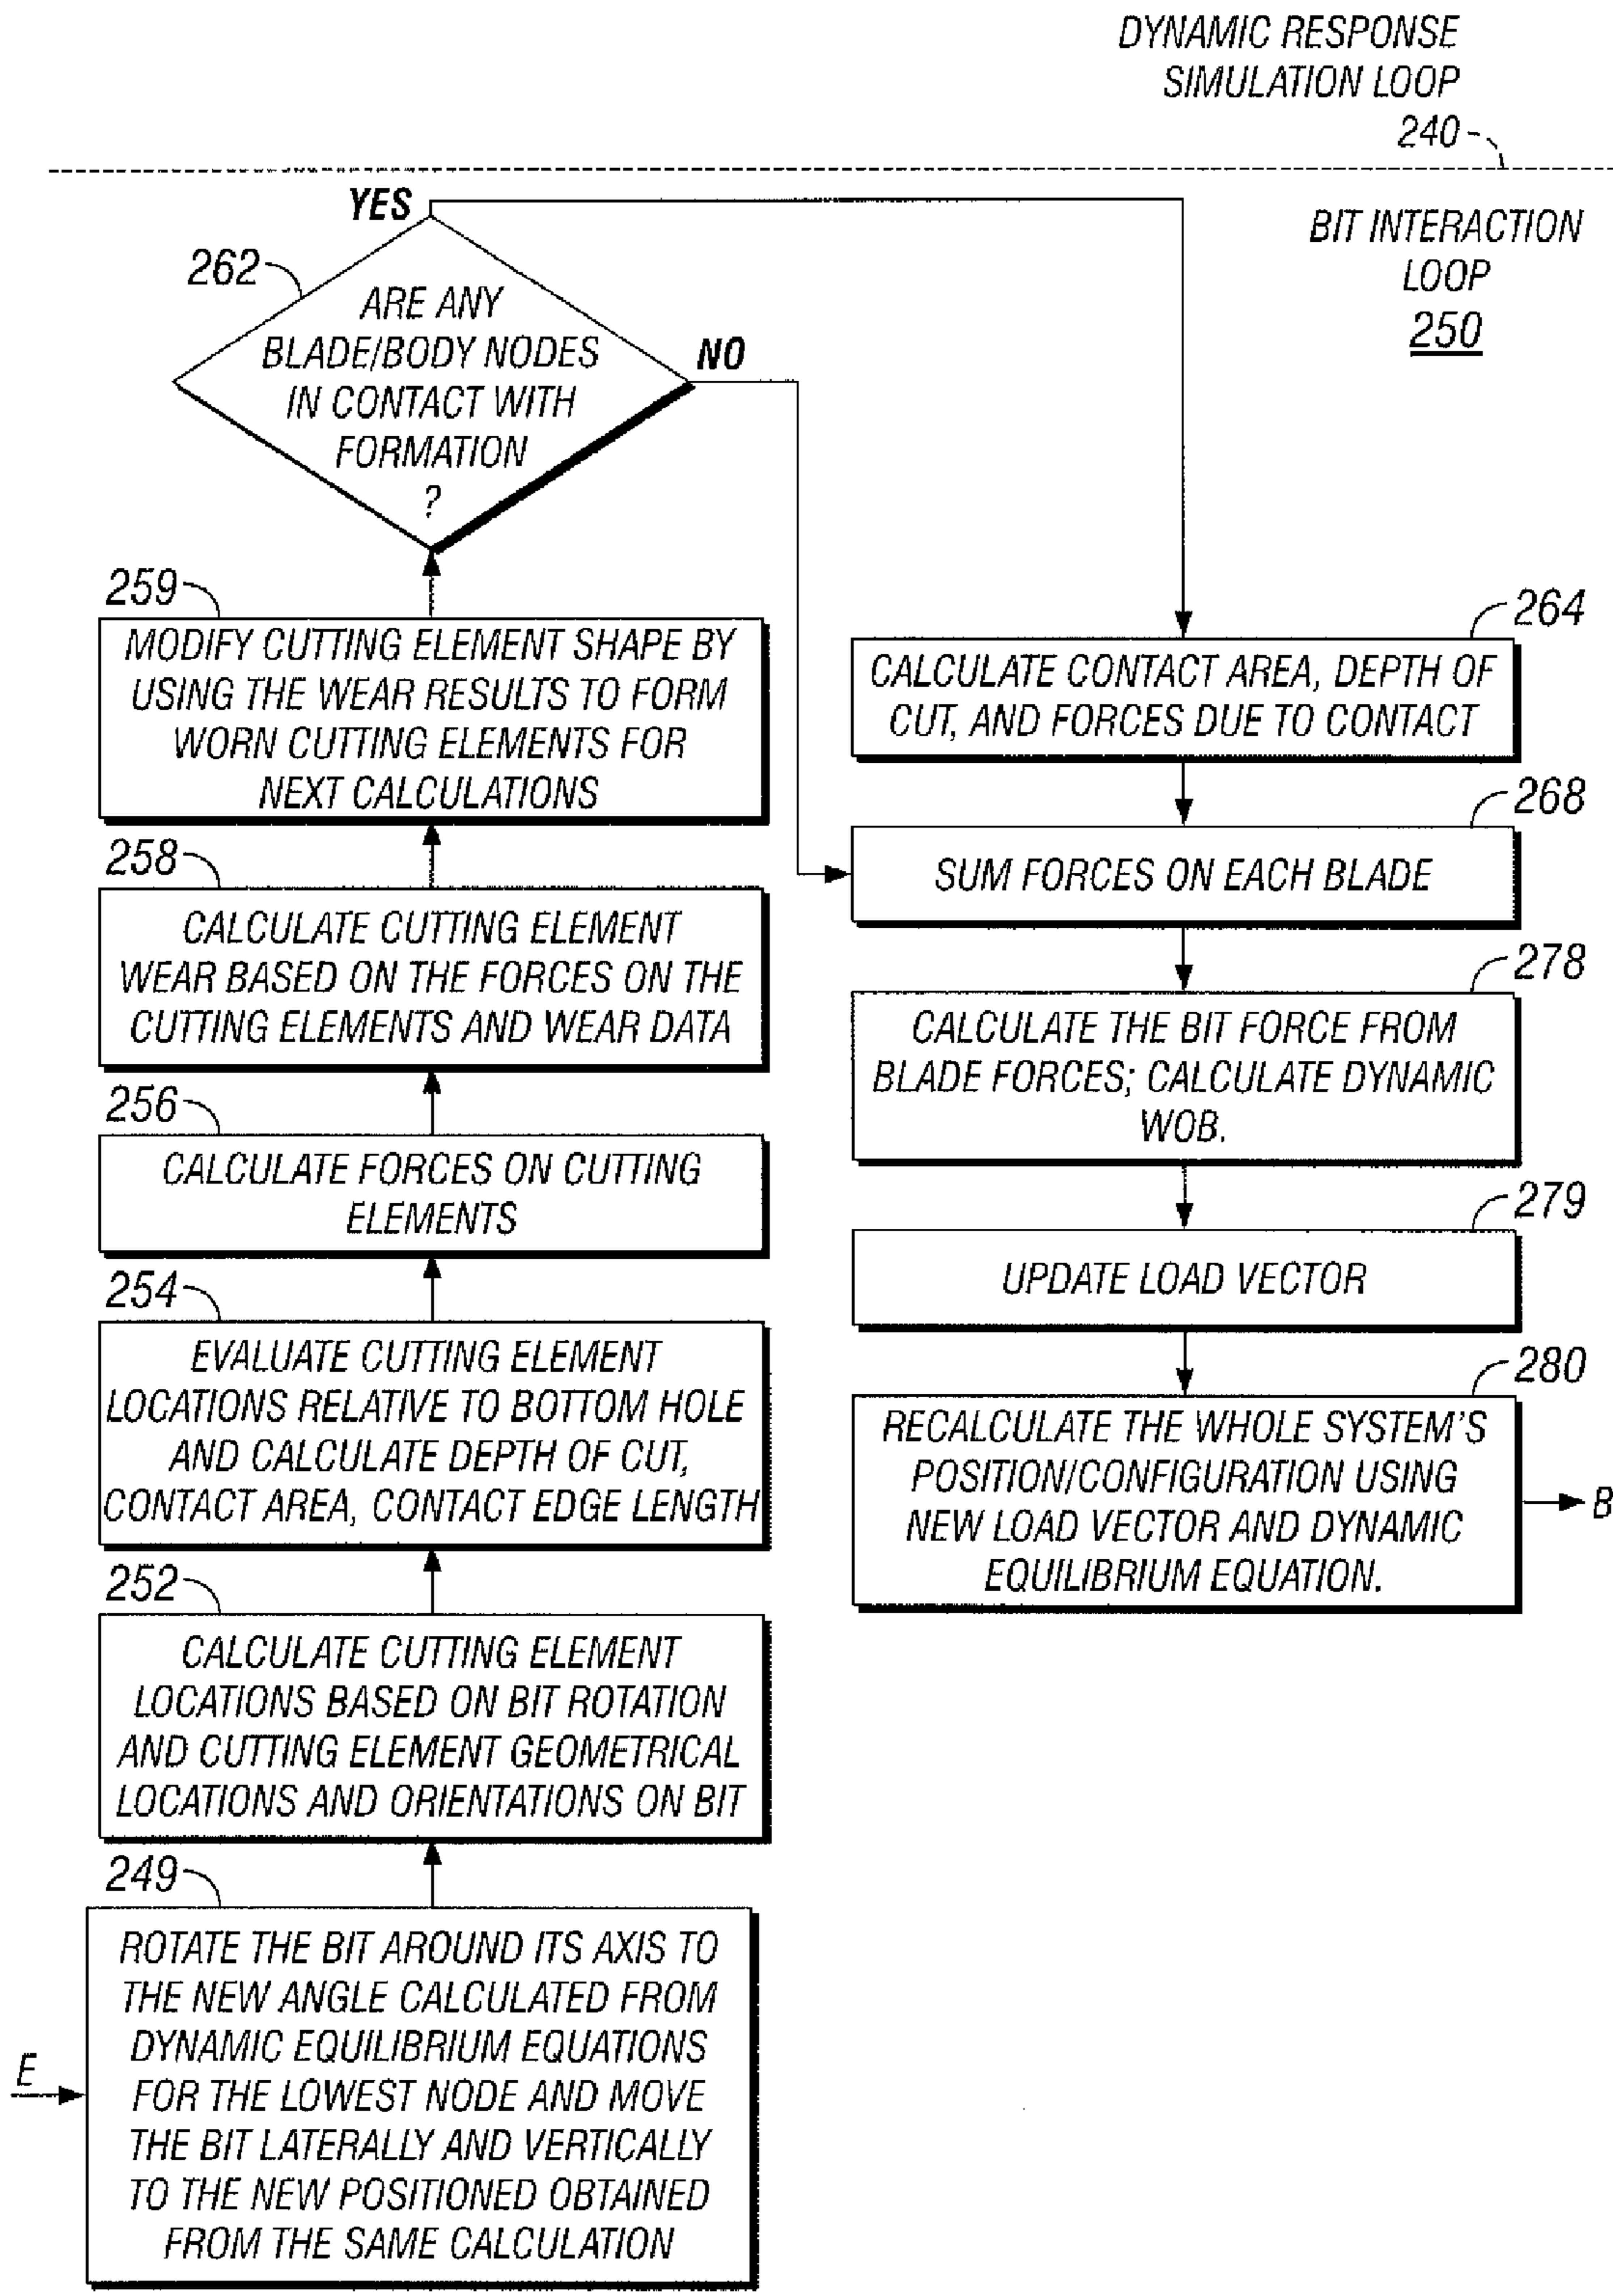 DYNAMIC RESPONSE
SIMULATION LOOP
240
BIT INTERACTION
LOOP
250
YES
262
ARE ANY
BLADE/BODY NODES
IN CONTACT WITH
FORMATION
?
NO
259
MODIFY CUTTING ELEMENT SHAPE BY
USING THE WEAR RESULTS TO FORM
WORN CUTTING ELEMENTS FOR
NEXT CALCULATIONS
258
CALCULATE CUTTING ELEMENT
WEAR BASED ON THE FORCES ON THE
CUTTING ELEMENTS AND WEAR DATA
256
CALCULATE FORCES ON CUTTING
ELEMENTS
254
EVALUATE CUTTING ELEMENT
LOCATIONS RELATIVE TO BOTTOM HOLE
AND CALCULATE DEPTH OF CUT,
CONTACT AREA, CONTACT EDGE LENGTH
252
CALCULATE CUTTING ELEMENT
LOCATIONS BASED ON BIT ROTATION
AND CUTTING ELEMENT GEOMETRICAL
LOCATIONS AND ORIENTATIONS ON BIT
249
ROTATE THE BIT AROUND ITS AXIS TO
THE NEW ANGLE CALCULATED FROM
DYNAMIC EQUILIBRIUM EQUATIONS
FOR THE LOWEST NODE AND MOVE
THE BIT LATERALLY AND VERTICALLY
TO THE NEW POSITIONED OBTAINED
FROM THE SAME CALCULATION
E
264
CALCULATE CONTACT AREA, DEPTH OF
CUT, AND FORCES DUE TO CONTACT
268
SUM FORCES ON EACH BLADE
278
CALCULATE THE BIT FORCE FROM
BLADE FORCES; CALCULATE DYNAMIC
WOB.
279
UPDATE LOAD VECTOR
280
RECALCULATE THE WHOLE SYSTEM'S
POSITION/CONFIGURATION USING
NEW LOAD VECTOR AND DYNAMIC
EQUILIBRIUM EQUATION.
B